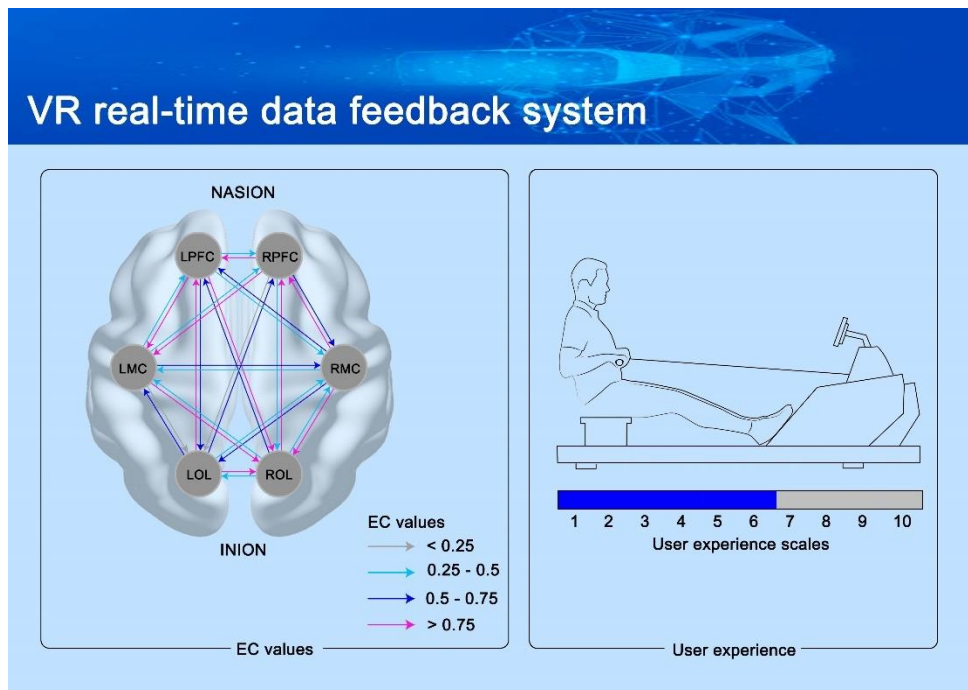 VR real-time data feedback system
NASION
LPFC
RPFC
LMC
RMC
LOL
ROL
INION
EC values
< 0.25
0.25 - 0.5
0.5 - 0.75
> 0.75
EC values
1 2 3 4 5 6 7 8 9 10
User experience scales
User experience